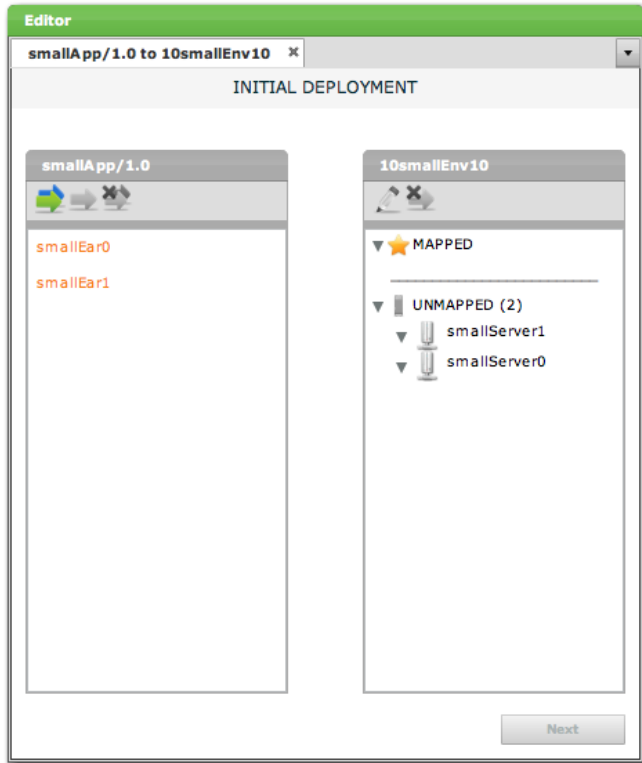 Editor
smallApp/1.0 to 10smallEnv10 ×
INITIAL DEPLOYMENT
smallApp/1.0
smallEar0
smallEar1
10smallEnv10
MAPPED
UNMAPPED (2)
smallServer1
smallServer0
Next